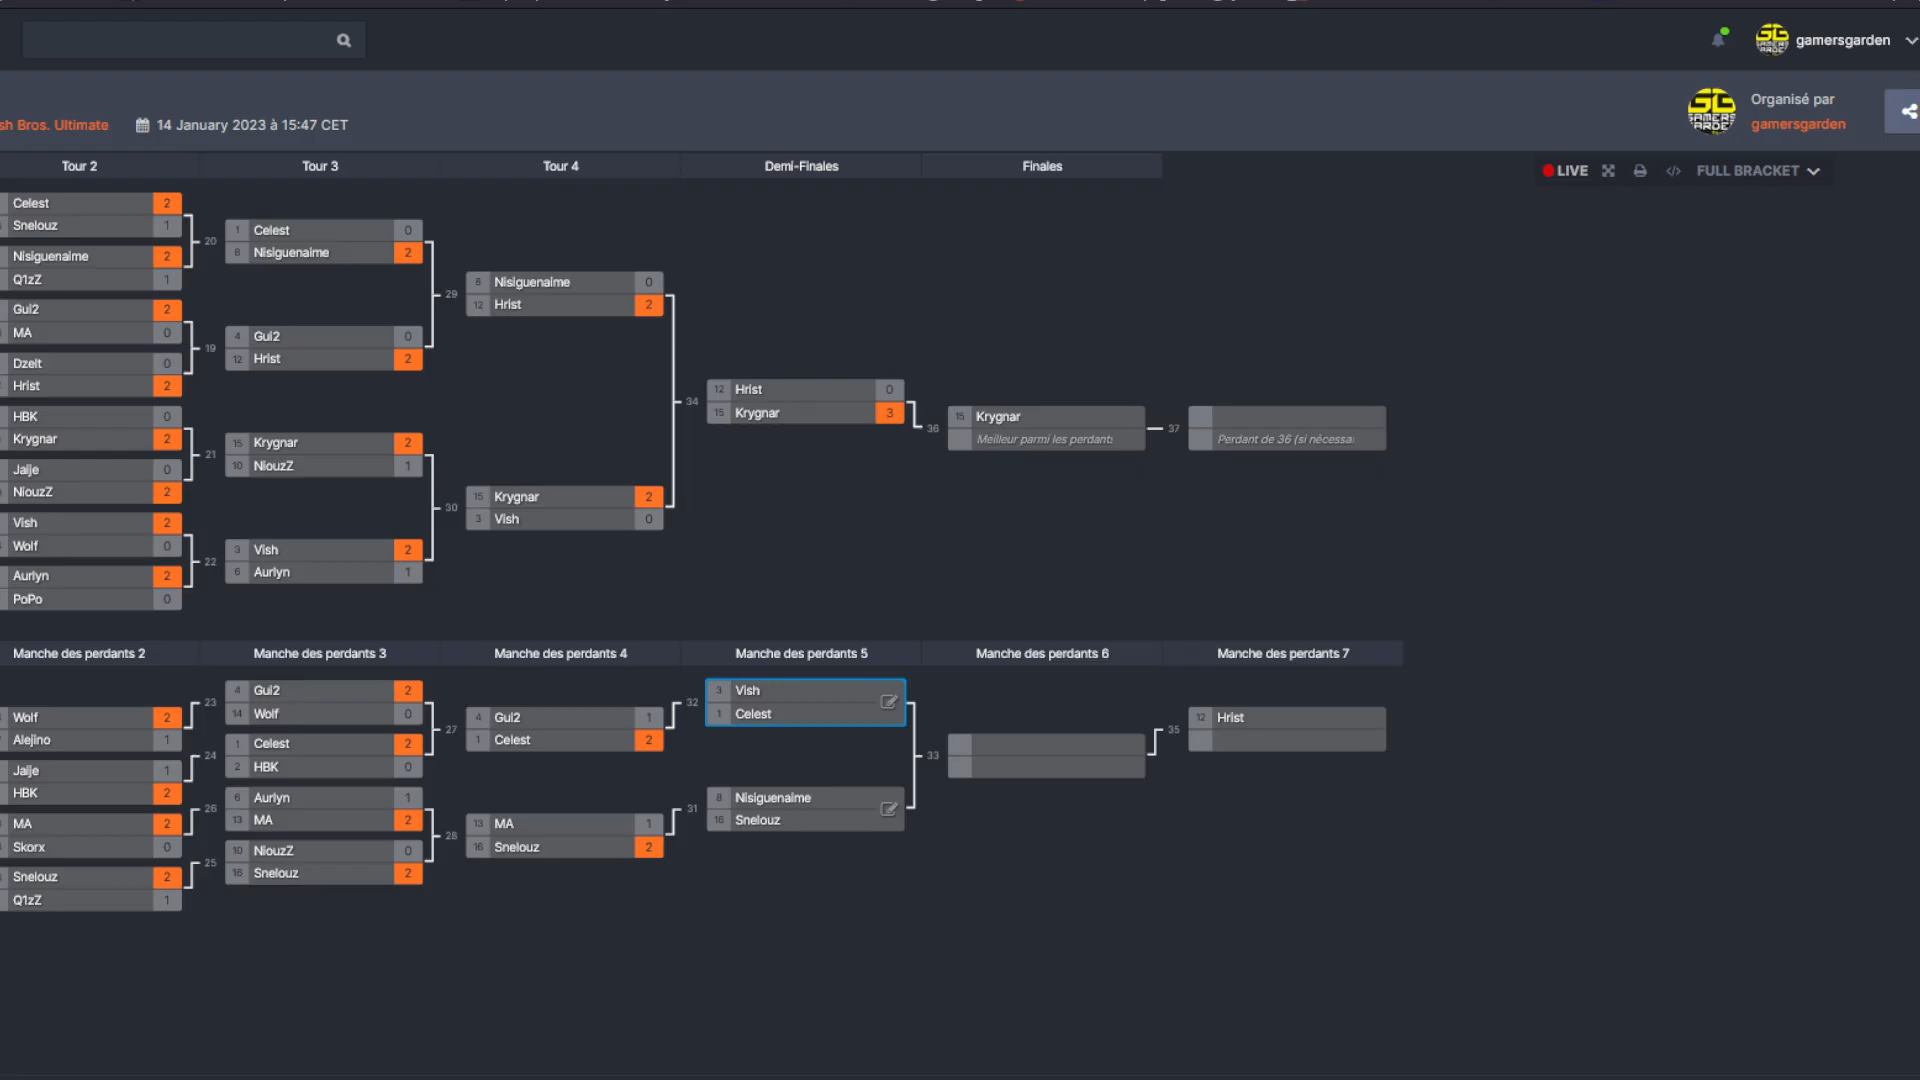 gamersgarden
Organisé par
gamersgarden
sh Bros. Ultimate
14 January 2023 à 15:47 CET
Tour 2
Tour 3
Tour 4
Demi-Finales
Finales
LIVE
</>
FULL BRACKET
Celest 2
Snelouz 1
Nisiguenaime 2
Q1zZ 1
Gui2 2
MA 0
Dzelt 0
Hrist 2
HBK 0
Krygnar 2
Jaije 0
NiouzZ 2
Vish 2
Wolf 0
Aurlyn 2
PoPo 0
20
1 Celest 0
8 Nisiguenaime 2
19
4 Gui2 0
12 Hrist 2
21
15 Krygnar 2
10 NiouzZ 1
22
3 Vish 2
6 Aurlyn 1
29
8 Nisiguenaime 0
12 Hrist 2
30
15 Krygnar 2
3 Vish 0
34
12 Hrist 0
15 Krygnar 3
36
15 Krygnar
Meilleur parmi les perdants
37
Perdant de 36 (si nécessai
Manche des perdants 2
Manche des perdants 3
Manche des perdants 4
Manche des perdants 5
Manche des perdants 6
Manche des perdants 7
Wolf 2
Alejino 1
Jaije 1
HBK 2
MA 2
Skorx 0
Snelouz 2
Q1zZ 1
23
4 Gui2 2
14 Wolf 0
24
1 Celest 2
2 HBK 0
26
6 Aurlyn 1
13 MA 2
25
10 NiouzZ 0
16 Snelouz 2
27
4 Gui2 1
1 Celest 2
28
13 MA 1
16 Snelouz 2
32
3 Vish
1 Celest
31
8 Nisiguenaime
16 Snelouz
33
35
12 Hrist